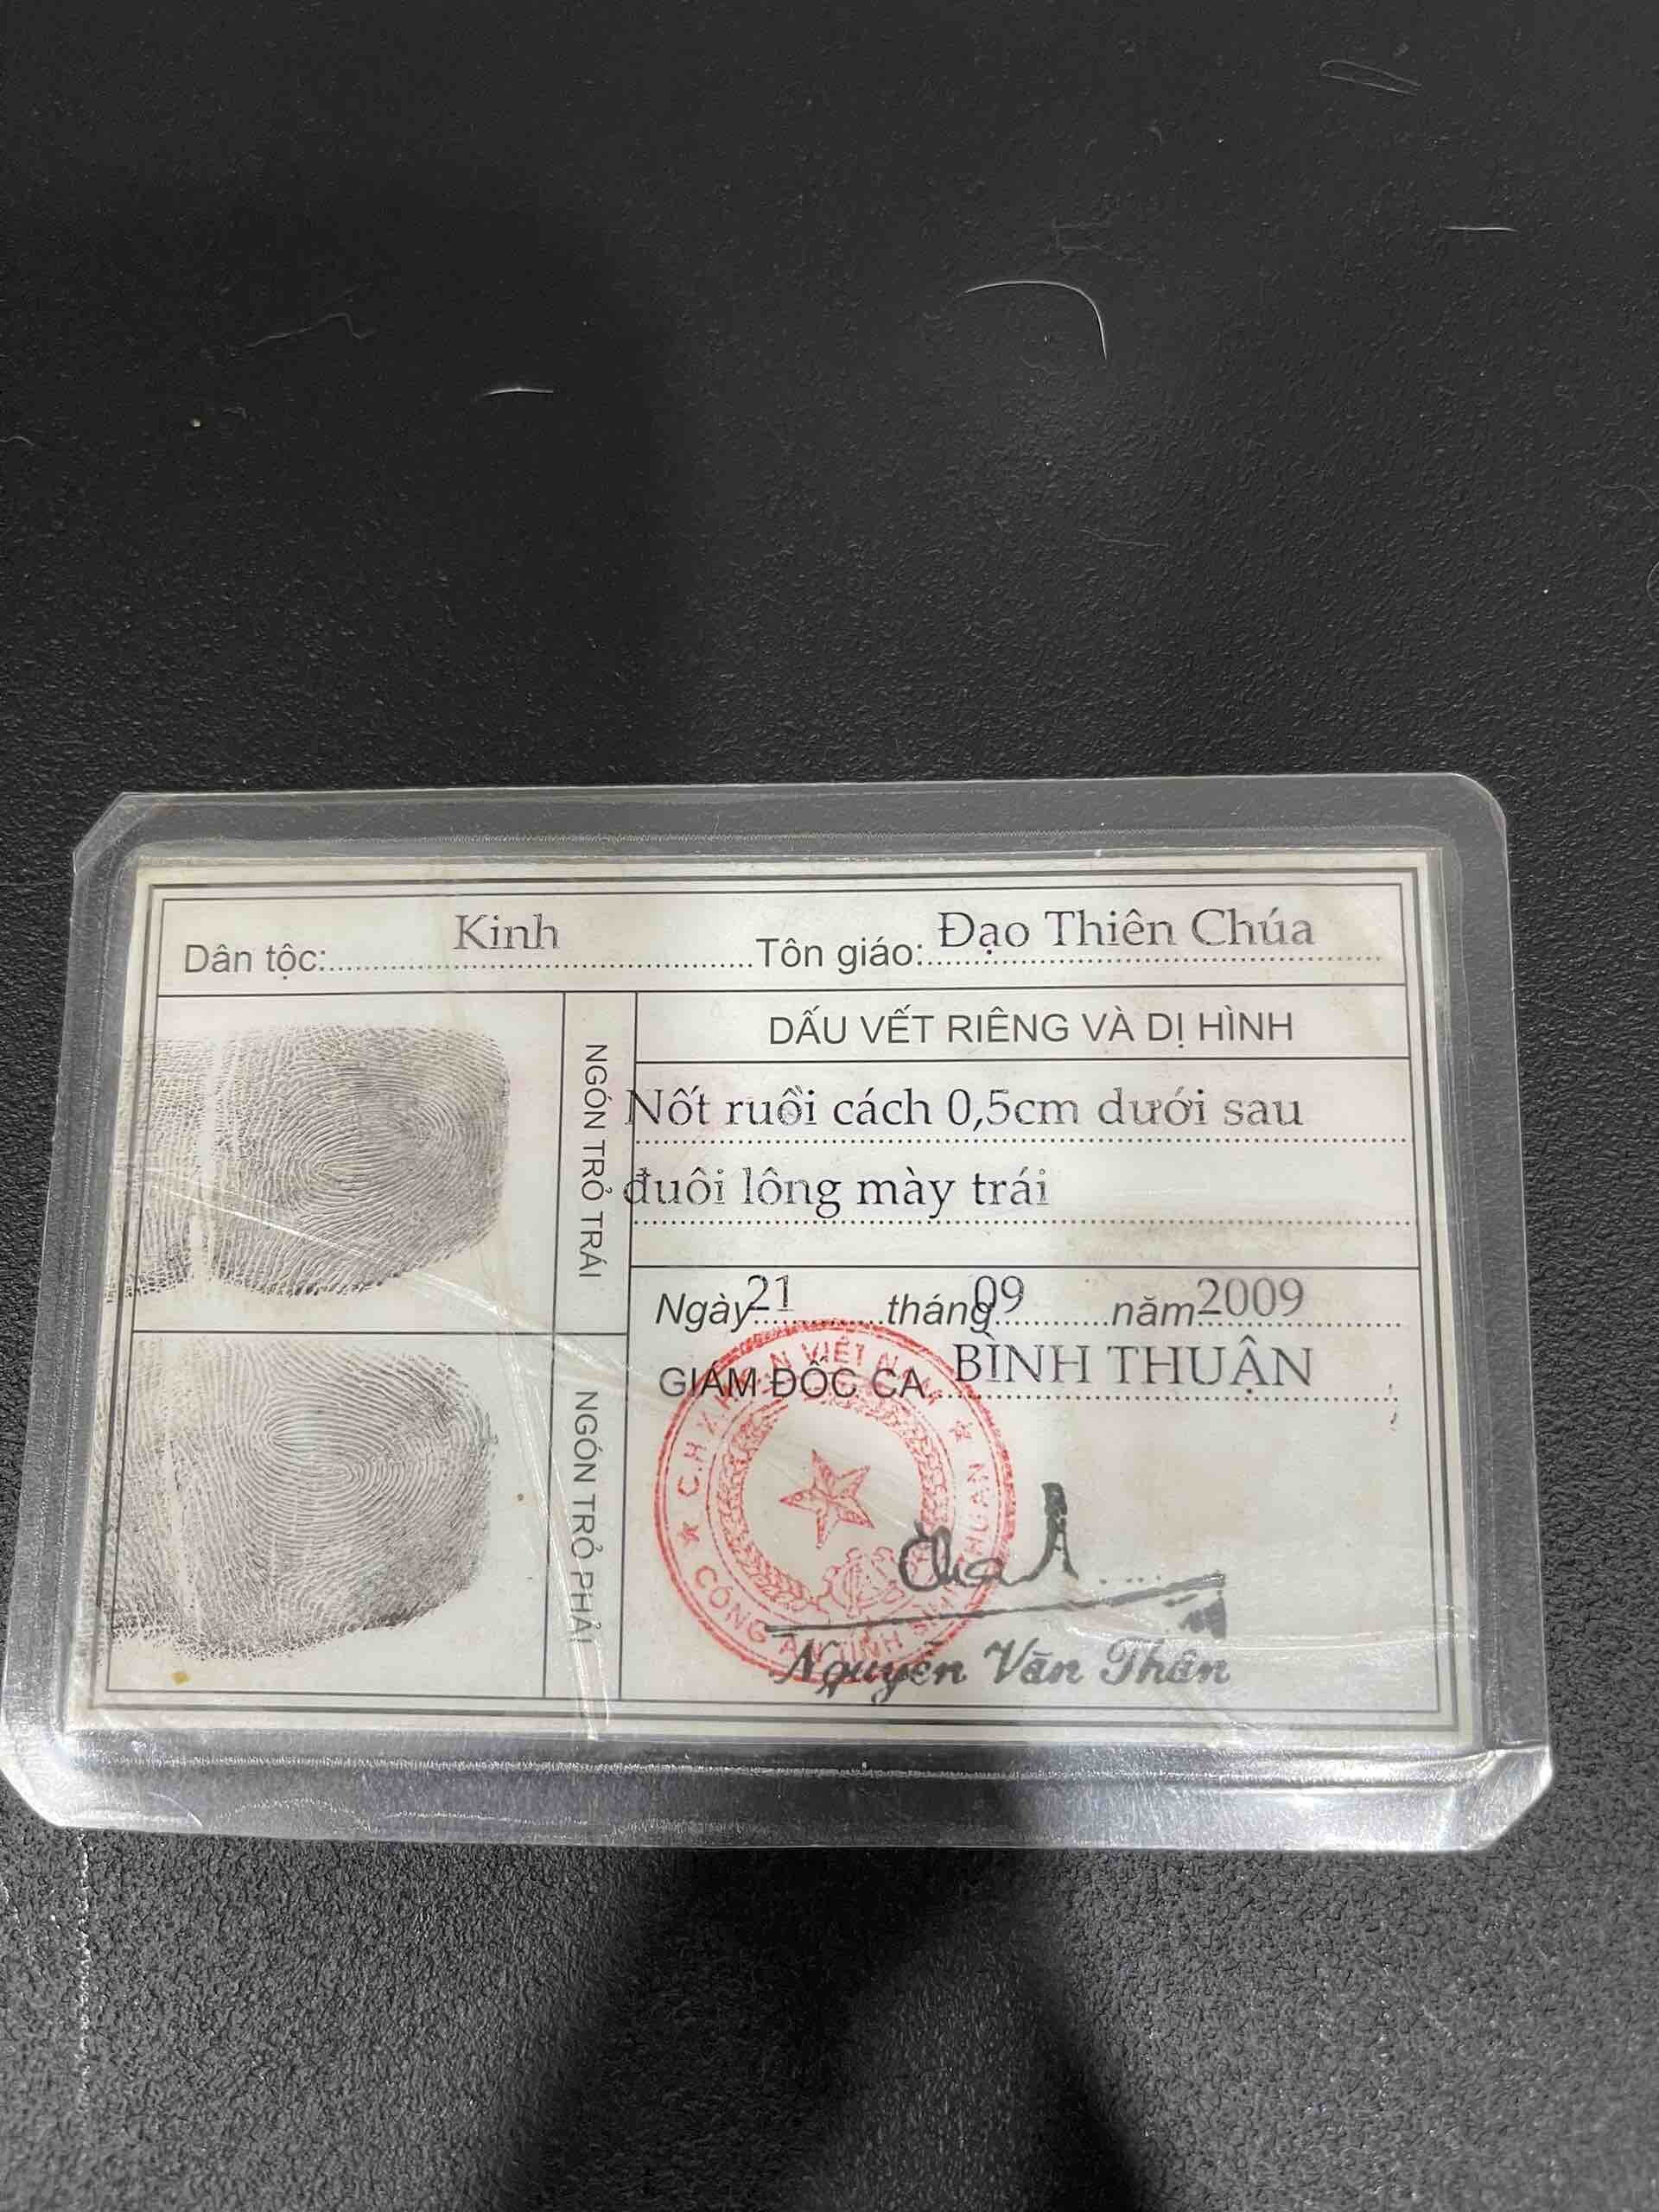 Dân tộc: Kinh Tôn giáo: Đạo Thiên Chúa
NGÓN TRỎ TRÁI
DẤU VẾT RIÊNG VÀ DỊ HÌNH
Nốt ruồi cách 0,5cm dưới sau
đuôi lông mày trái
Ngày 21 tháng 09 năm 2009
GIÁM ĐỐC CA BÌNH THUẬN
NGÓN TRỎ PHẢI
Nguyễn Văn Thân